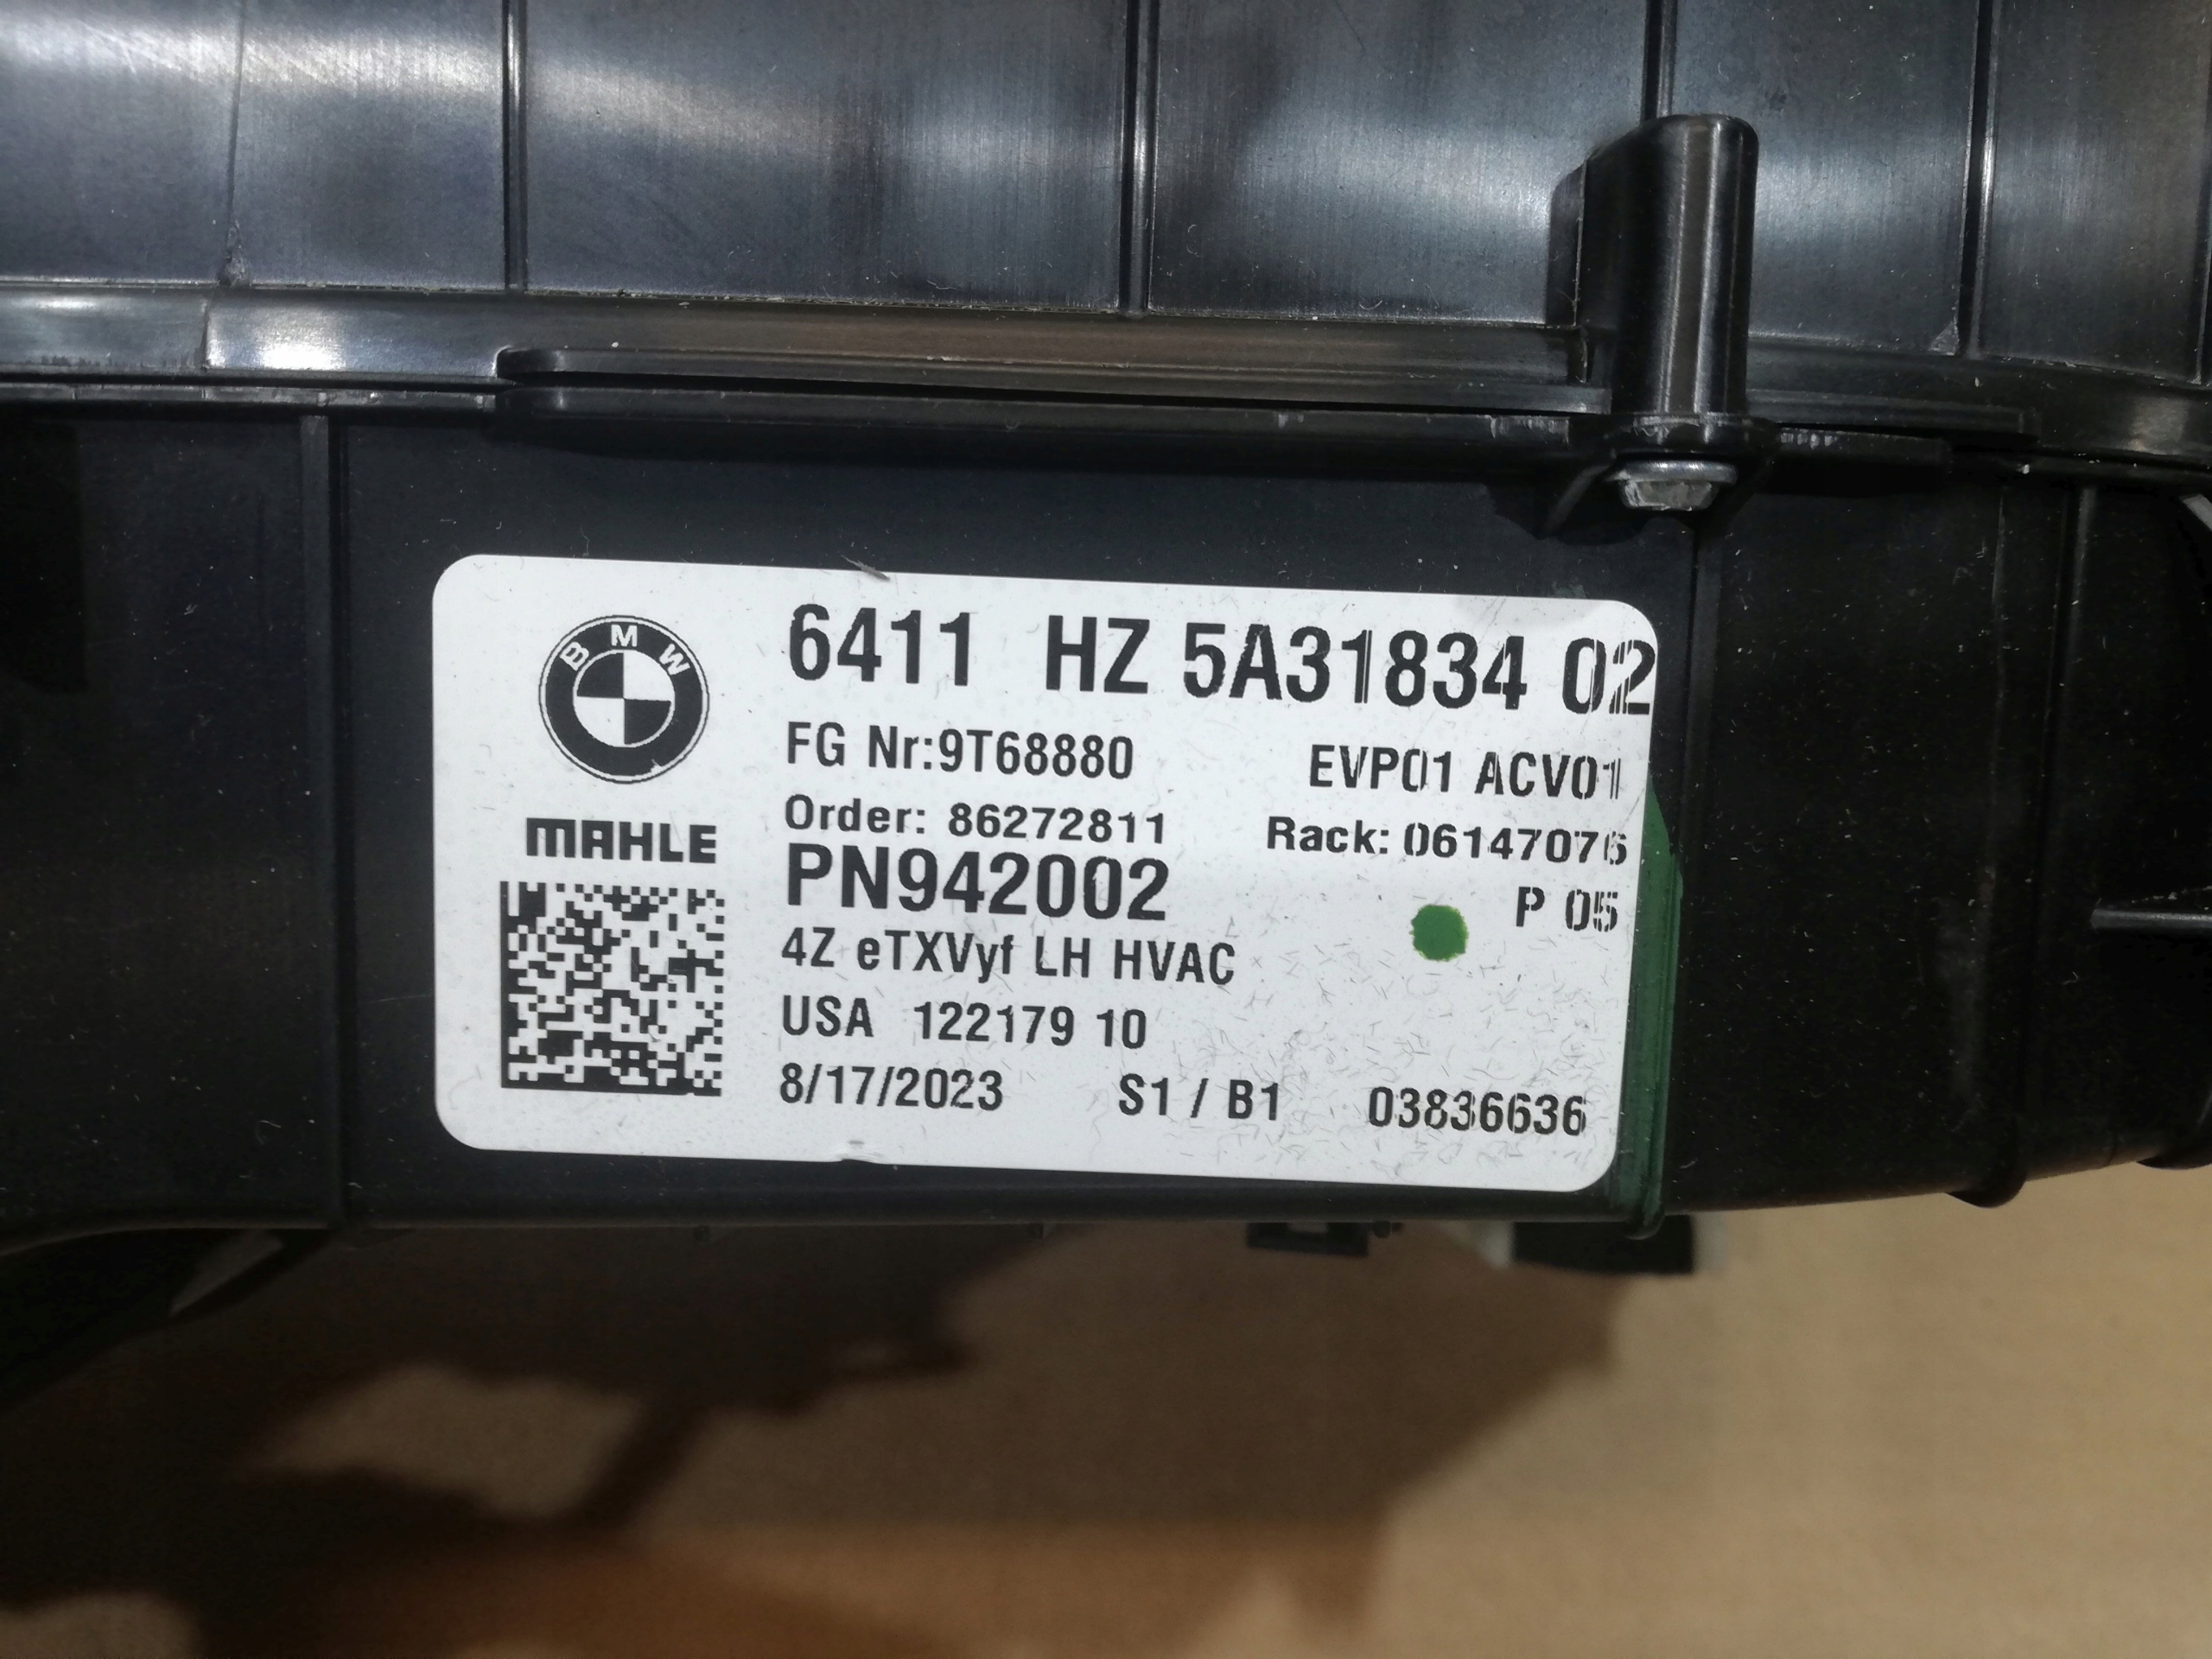 BMW
MAHLE
6411 HZ 5A31834 02
FG Nr:9T68880 EVP01 ACV01
Order: 86272811 Rack: 06147076
PN942002 P 05
4Z eTXVyf LH HVAC
USA 122179 10
8/17/2023 S1 / B1 03836636